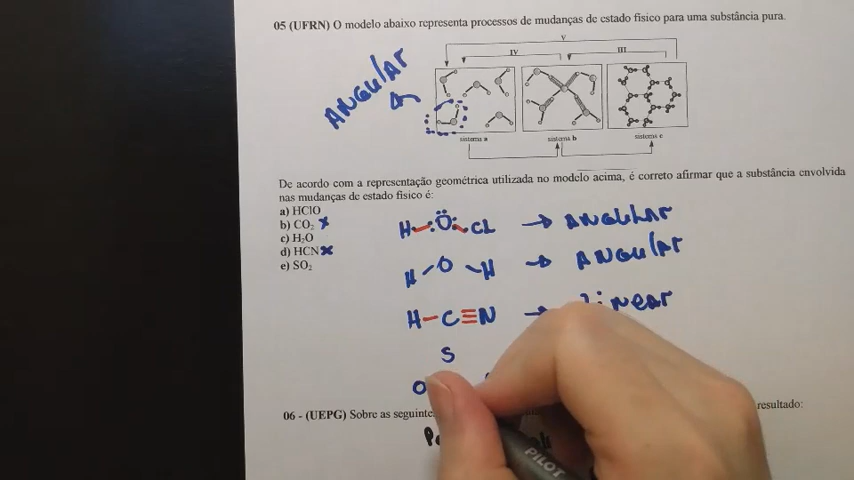 05 (UFRN) O modelo abaixo representa processos de mudanças de estado físico para uma substância pura.
V
IV
III
ANGULAR
sistema a
sistema b
sistema c
De acordo com a representação geométrica utilizada no modelo acima, é correto afirmar que a substância envolvida
nas mudanças de estado físico é:
a) HClO
b) CO₂ x
c) H₂O
d) HCN x
e) SO₂
H - Ö - CL → ANGULAR
H - O - H → ANGULAR
H - C ≡ N → linear
S
O
06 - (UEPG) Sobre as seguinte resultado:
PILOT